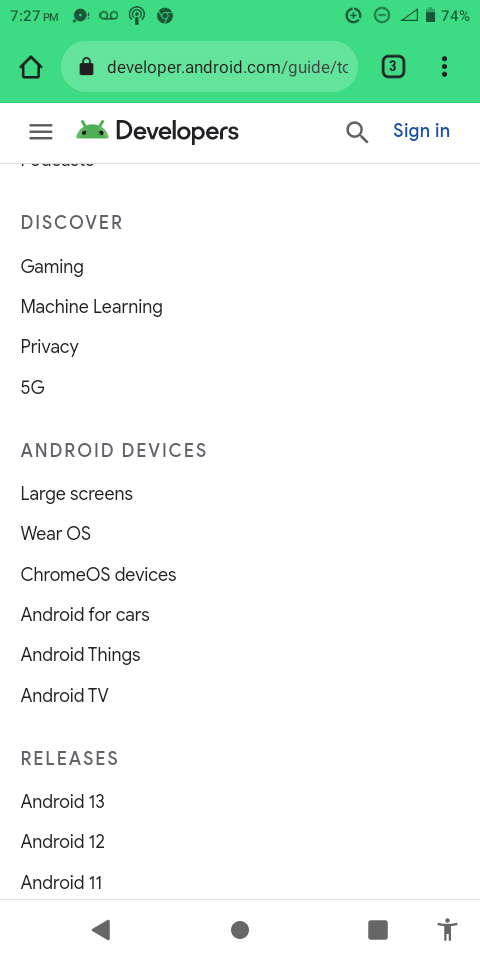 7:27 PM
74%
developer.android.com/guide/to
3
Developers
Sign in
DISCOVER
Gaming
Machine Learning
Privacy
5G
ANDROID DEVICES
Large screens
Wear OS
ChromeOS devices
Android for cars
Android Things
Android TV
RELEASES
Android 13
Android 12
Android 11